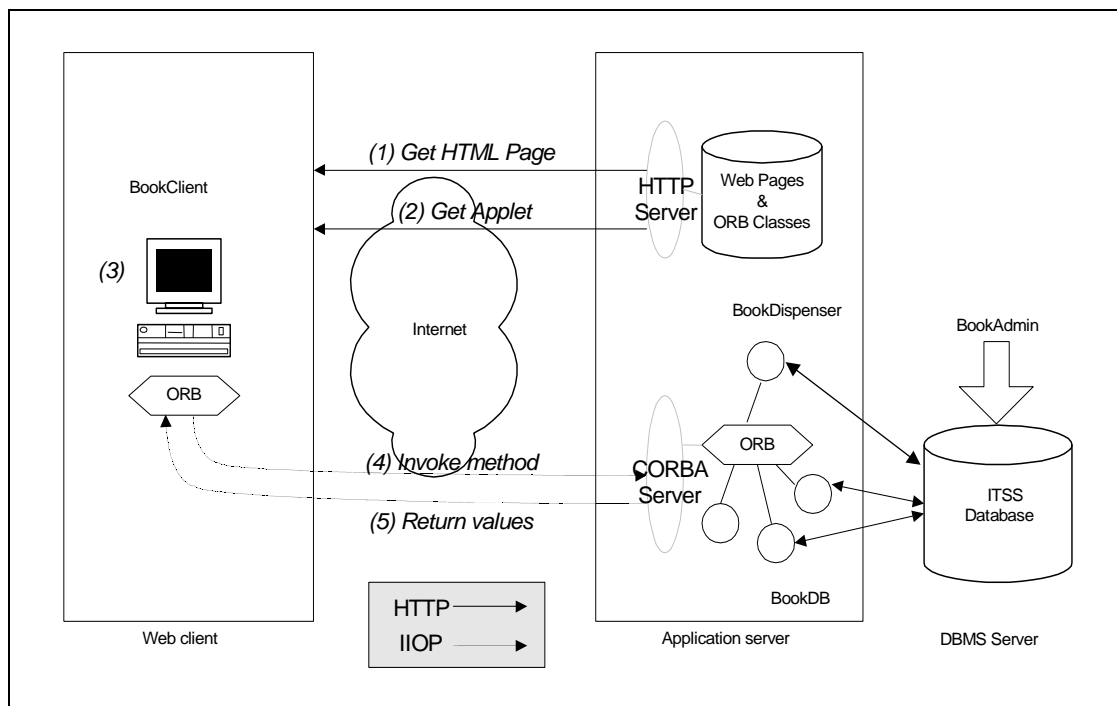 (1) Get HTML Page
BookClient
HTTP
Server
Web Pages
&
ORB Classes
(2) Get Applet
(3)
Internet
BookDispenser
BookAdmin
ORB
ORB
(4) Invoke method
CORBA
Server
ITSS
Database
(5) Return values
BookDB
HTTP
IIOP
Web client
Application server
DBMS Server